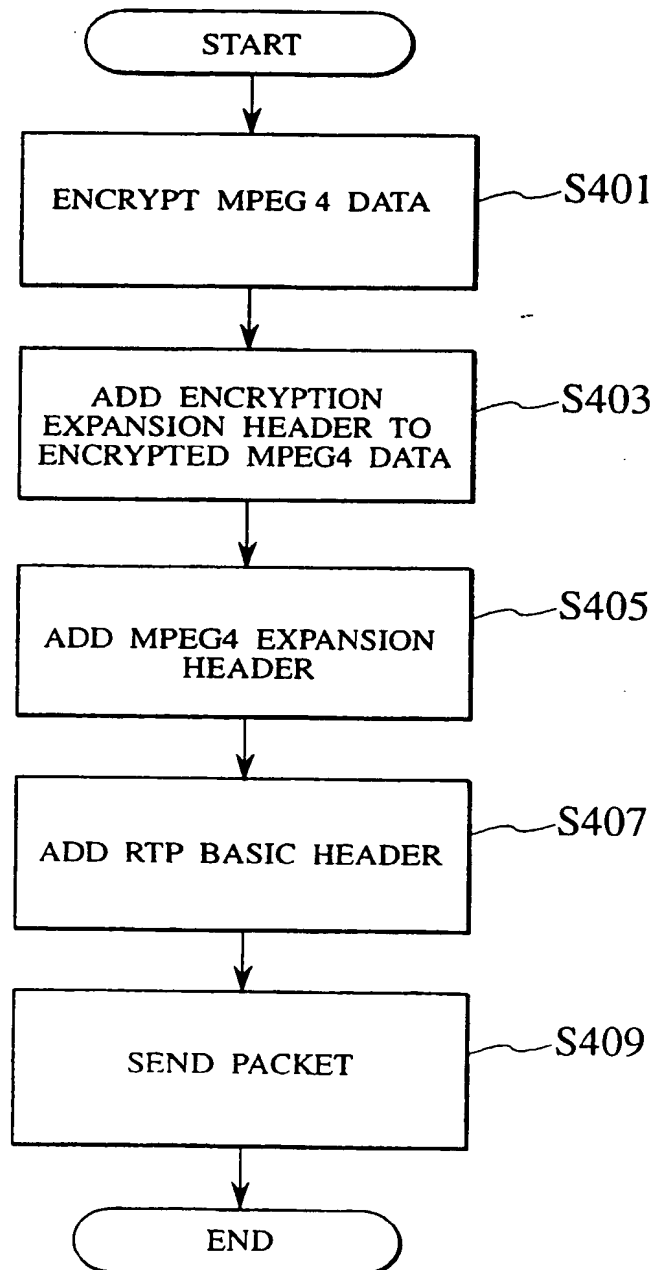 START
ENCRYPT MPEG 4 DATA
S401
ADD ENCRYPTION
EXPANSION HEADER TO
ENCRYPTED MPEG4 DATA
S403
ADD MPEG4 EXPANSION
HEADER
S405
ADD RTP BASIC HEADER
S407
SEND PACKET
S409
END